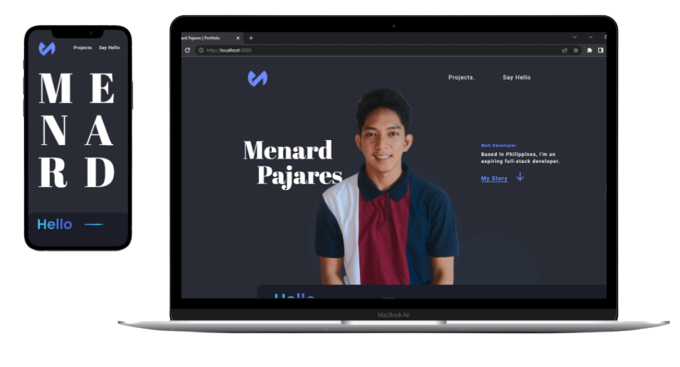 Projects. Say Hello
M E
N A
R D
Hello
Menard Pajares | Portfolio
http://localhost:3000
Projects. Say Hello
Menard
Pajares
Web Developer
Based in Philippines, I'm an
aspiring full-stack developer.
My Story
Hello
MacBook Air